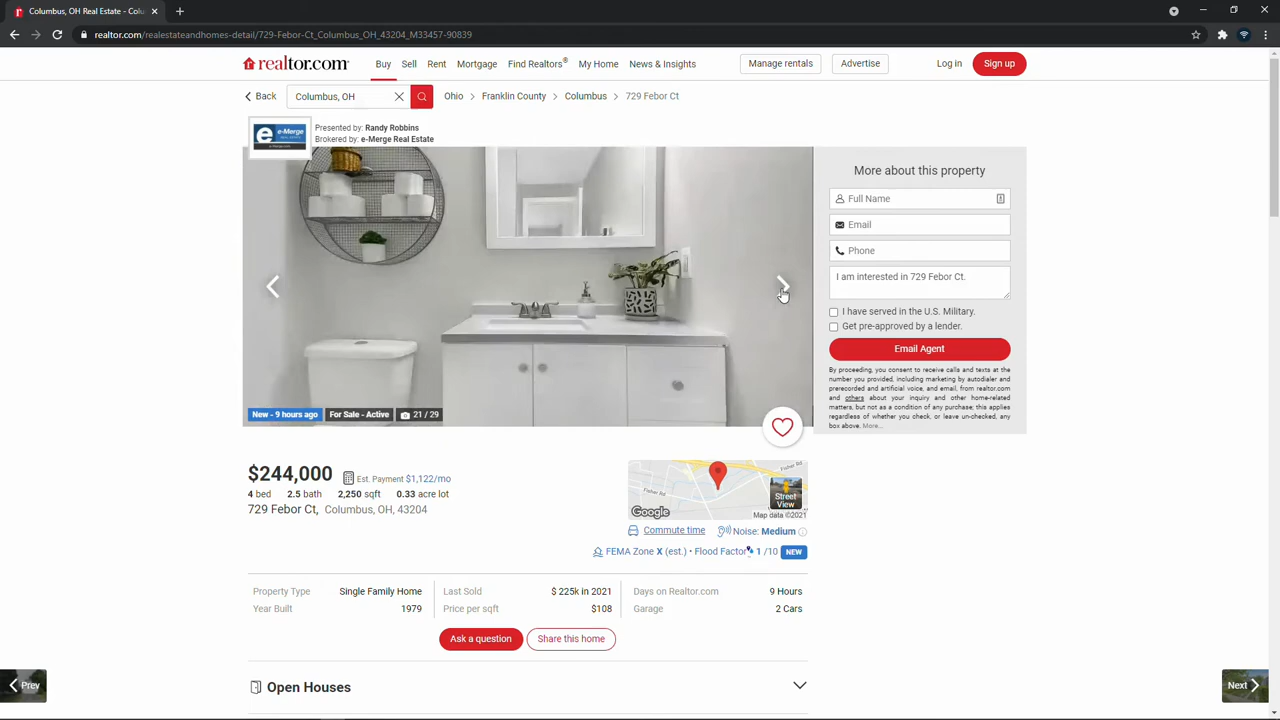 Columbus, OH Real Estate - Colu
realtor.com/realestateandhomes-detail/729-Febor-Ct_Columbus_OH_43204_M33457-90839
realtor.com
Buy Sell Rent Mortgage Find Realtors® My Home News & Insights
Manage rentals Advertise Log in Sign up
Back Columbus, OH Ohio > Franklin County > Columbus > 729 Febor Ct
e-Merge
REAL ESTATE
Presented by: Randy Robbins
Brokered by: e-Merge Real Estate
New - 9 hours ago For Sale - Active 21 / 29
More about this property
Full Name
Email
Phone
I am interested in 729 Febor Ct.
I have served in the U.S. Military.
Get pre-approved by a lender.
Email Agent
By proceeding, you consent to receive calls and texts at the
number you provided, including marketing by autodialer and
prerecorded and artificial voice, and email, from realtor.com
and others about your inquiry and other home-related
matters, but not as a condition of any purchase; this applies
regardless of whether you check, or leave un-checked, any
box above. More...
$244,000 Est. Payment $1,122/mo
4 bed 2.5 bath 2,250 sqft 0.33 acre lot
729 Febor Ct, Columbus, OH, 43204
Fisher Rd
Fisher Rd
Google
Street
View
Map data ©2021
Commute time Noise: Medium
FEMA Zone X (est.) • Flood Factor 1 /10 NEW
Property Type Single Family Home Last Sold $ 225k in 2021 Days on Realtor.com 9 Hours
Year Built 1979 Price per sqft $108 Garage 2 Cars
Ask a question Share this home
Open Houses
Prev Next